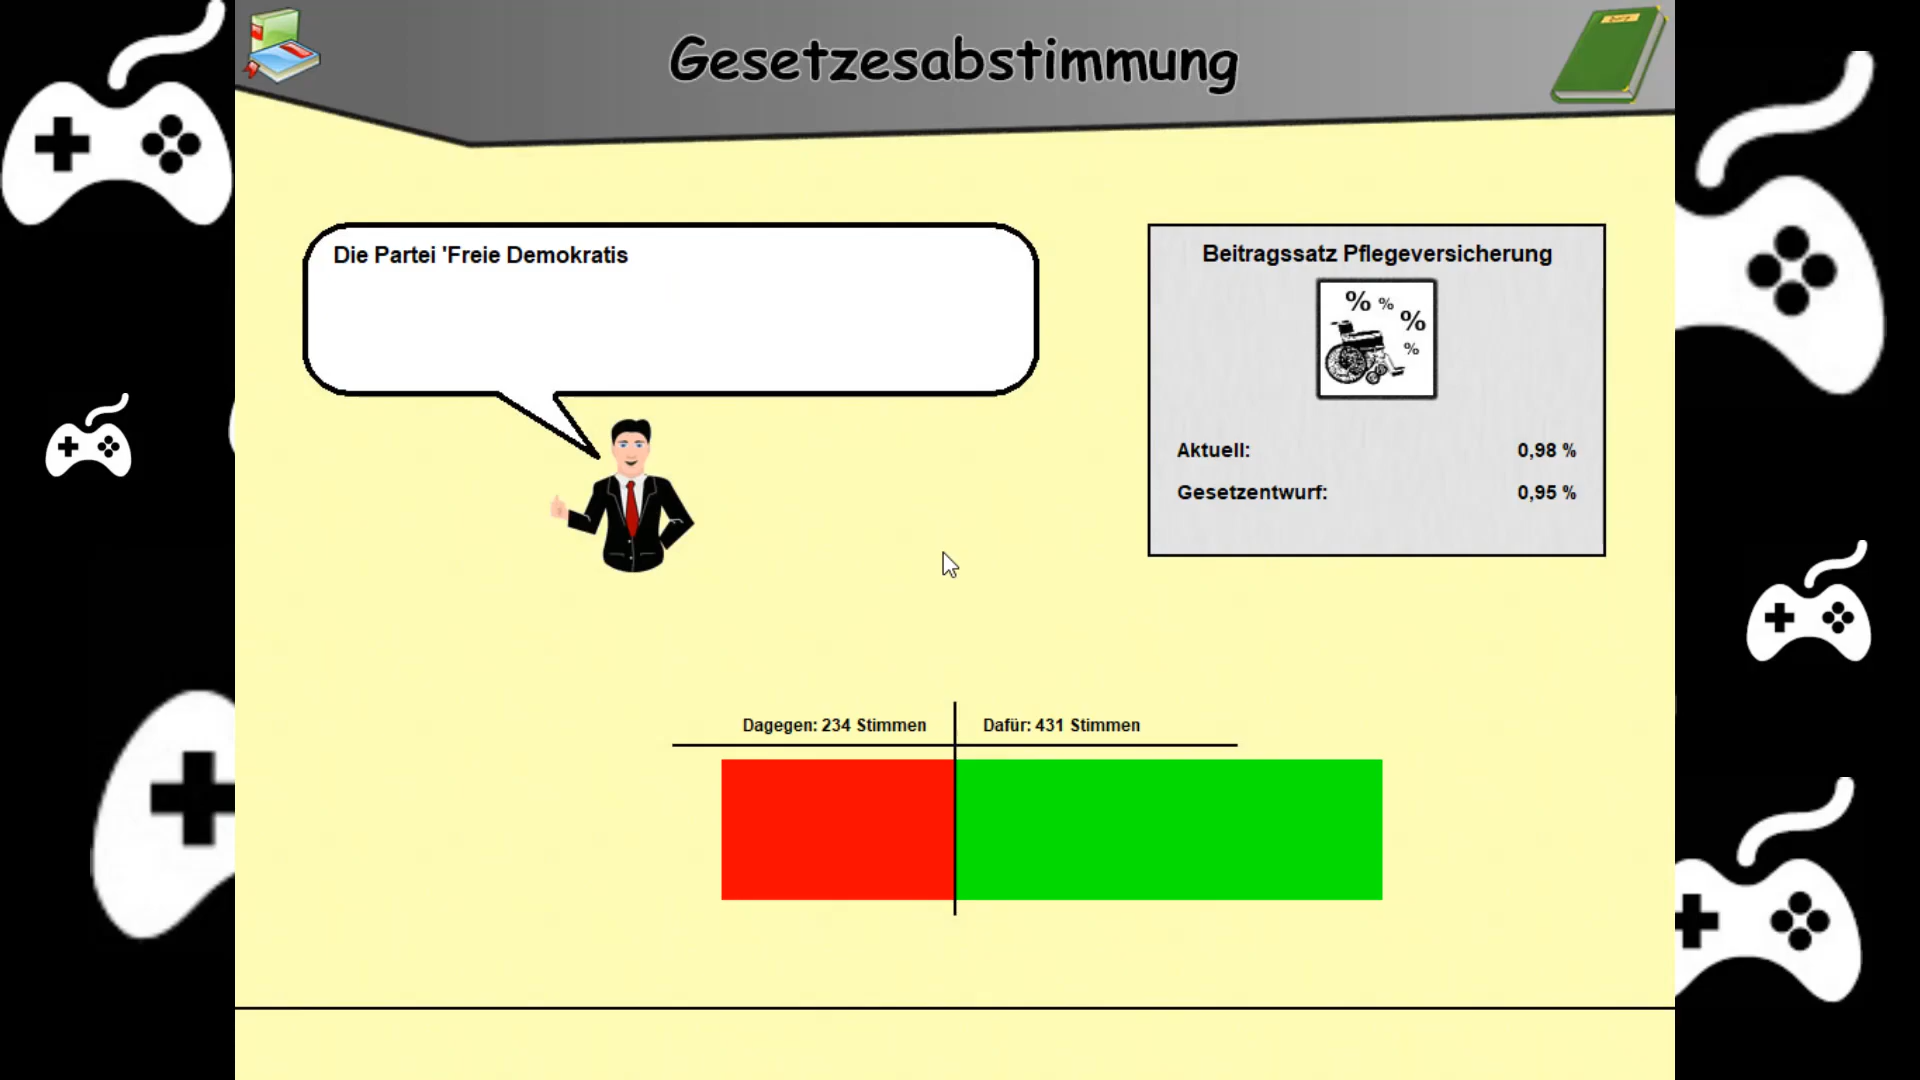 Gesetzesabstimmung
Die Partei 'Freie Demokratis
Beitragssatz Pflegeversicherung
% % %
%
Aktuell: 0,98 %
Gesetzentwurf: 0,95 %
Dagegen: 234 Stimmen Dafür: 431 Stimmen